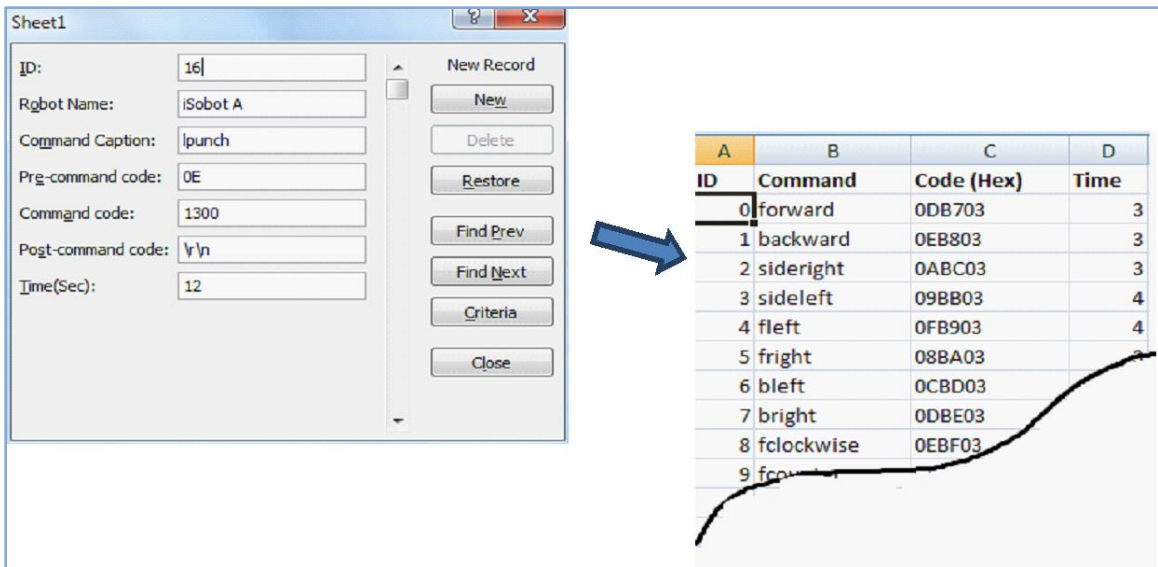 Sheet1
ID: 16
New Record
Robot Name: iSobot A
New
Command Caption: lpunch
Delete
Pre-command code: 0E
Restore
Command code: 1300
Find Prev
Post-command code: \r\n
Find Next
Time(Sec): 12
Criteria
Close
A B C D
ID Command Code (Hex) Time
0 forward 0DB703 3
1 backward 0EB803 3
2 sideright 0ABC03 3
3 sideleft 09BB03 4
4 fleft 0FB903 4
5 fright 08BA03
6 bleft 0CBD03
7 bright 0DBE03
8 fclockwise 0EBF03
9